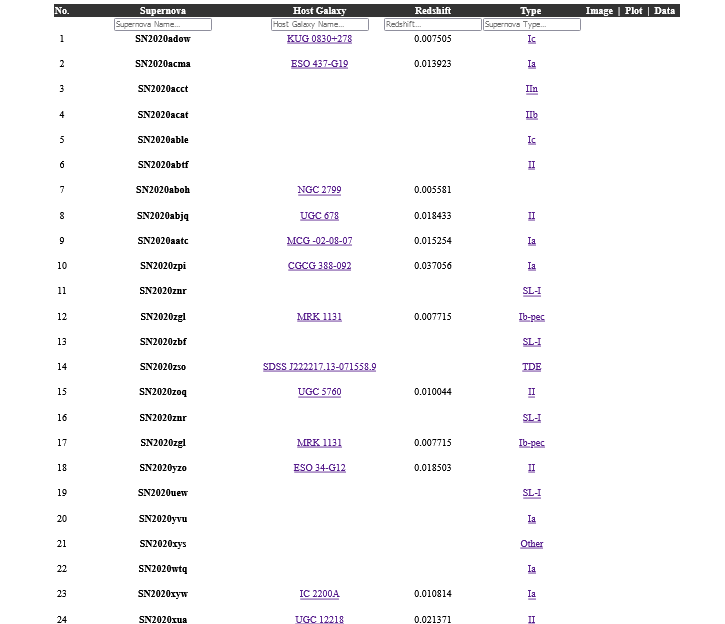 No. Supernova Host Galaxy Redshift Type Image | Plot | Data
Supernova Name... Host Galaxy Name... Redshift... Supernova Type...
1 SN2020adow KUG 0830+278 0.007505 Ic
2 SN2020acma ESO 437-G19 0.013923 Ia
3 SN2020acct IIn
4 SN2020acat IIb
5 SN2020able Ic
6 SN2020abtf II
7 SN2020aboh NGC 2799 0.005581
8 SN2020abjq UGC 678 0.018433 II
9 SN2020aatc MCG -02-08-07 0.015254 Ia
10 SN2020zpi CGCG 388-092 0.037056 Ia
11 SN2020znr SL-I
12 SN2020zgl MRK 1131 0.007715 Ib-pec
13 SN2020zbf SL-I
14 SN2020zso SDSS J222217.13-071558.9 TDE
15 SN2020zoq UGC 5760 0.010044 II
16 SN2020znr SL-I
17 SN2020zgl MRK 1131 0.007715 Ib-pec
18 SN2020yzo ESO 34-G12 0.018503 II
19 SN2020uew SL-I
20 SN2020yvu Ia
21 SN2020xys Other
22 SN2020wtq Ia
23 SN2020xyw IC 2200A 0.010814 Ia
24 SN2020xua UGC 12218 0.021371 II